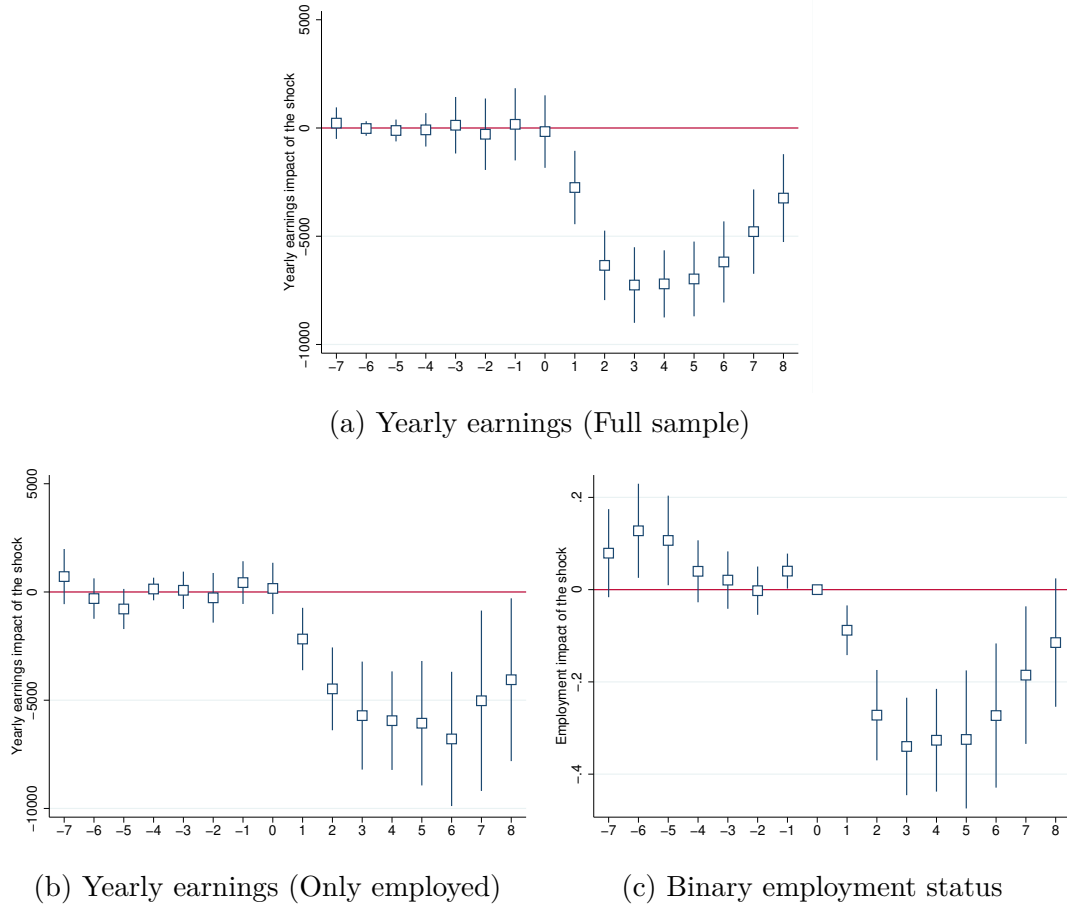 5000
0
−5000
−10000
Yearly earnings impact of the shock
−7 −6 −5 −4 −3 −2 −1 0 1 2 3 4 5 6 7 8
(a) Yearly earnings (Full sample)
5000
0
−5000
−10000
Yearly earnings impact of the shock
−7 −6 −5 −4 −3 −2 −1 0 1 2 3 4 5 6 7 8
(b) Yearly earnings (Only employed)
.2
0
−.2
−.4
Employment impact of the shock
−7 −6 −5 −4 −3 −2 −1 0 1 2 3 4 5 6 7 8
(c) Binary employment status